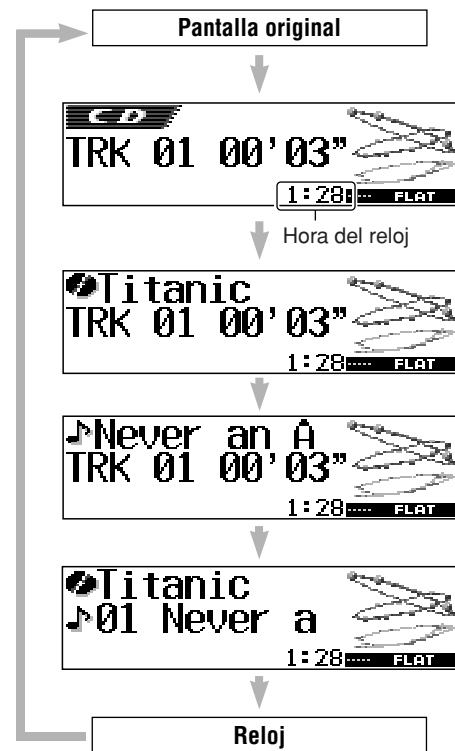 Pantalla original
CD
TRK 01 00'03"
1:28 FLAT
Hora del reloj
Titanic
TRK 01 00'03"
1:28 FLAT
Never an A
TRK 01 00'03"
1:28 FLAT
Titanic
01 Never a
1:28 FLAT
Reloj